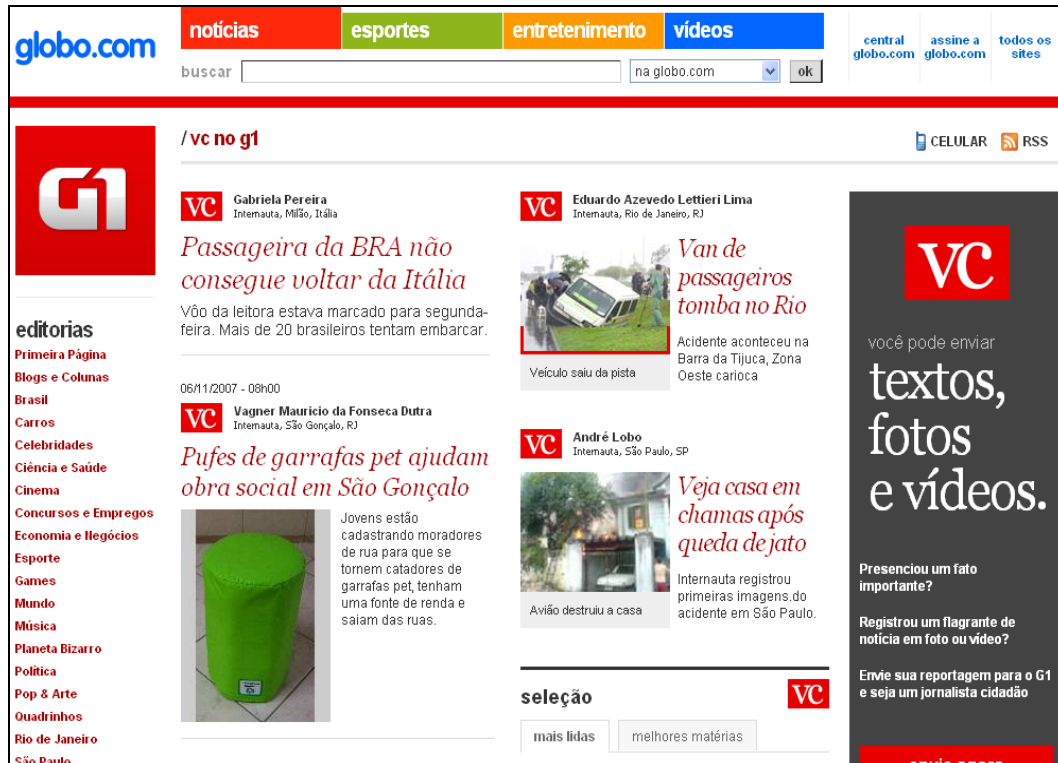 globo.com
notícias
esportes
entretenimento
vídeos
central
globo.com
assine a
globo.com
todos os
sites
buscar
na globo.com
ok
G1
/ vc no g1
CELULAR
RSS
editorias
Primeira Página
Blogs e Colunas
Brasil
Carros
Celebridades
Ciência e Saúde
Cinema
Concursos e Empregos
Economia e Negócios
Esporte
Games
Mundo
Música
Planeta Bizarro
Política
Pop & Arte
Quadrinhos
Rio de Janeiro
São Paulo
VC
Gabriela Pereira
Internauta, Milão, Itália
Passageira da BRA não
consegue voltar da Itália
Vôo da leitora estava marcado para segunda-
feira. Mais de 20 brasileiros tentam embarcar.
06/11/2007 - 08h00
VC
Vagner Mauricio da Fonseca Dutra
Internauta, São Gonçalo, RJ
Pufes de garrafas pet ajudam
obra social em São Gonçalo
Jovens estão
cadastrando moradores
de rua para que se
tornem catadores de
garrafas pet, tenham
uma fonte de renda e
saiam das ruas.
VC
Eduardo Azevedo Lettieri Lima
Internauta, Rio de Janeiro, RJ
Van de
passageiros
tomba no Rio
Acidente aconteceu na
Barra da Tijuca, Zona
Oeste carioca
Veículo saiu da pista
VC
André Lobo
Internauta, São Paulo, SP
Veja casa em
chamas após
queda de jato
Internauta registrou
primeiras imagens.do
acidente em São Paulo.
Avião destruiu a casa
seleção
VC
mais lidas
melhores matérias
VC
você pode enviar
textos,
fotos
e vídeos.
Presenciou um fato
importante?
Registrou um flagrante de
notícia em foto ou vídeo?
Envie sua reportagem para o G1
e seja um jornalista cidadão